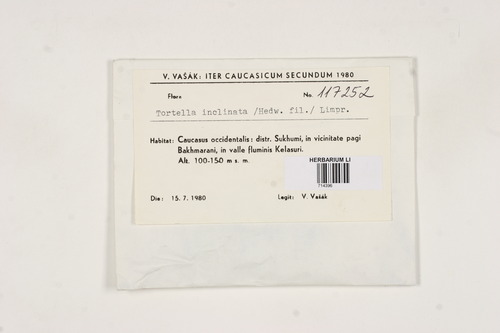 V. VAŠÁK: ITER CAUCASICUM SECUNDUM 1980
Flora No. 117252
Tortella inclinata /Hedw. fil./ Limpr.
Habitat: Caucasus occidentalis: distr. Sukhumi, in vicinitate pagi
Bakhmarani, in valle fluminis Kelasuri.
Alt. 100-150 m s. m.
HERBARIUM LI
714396
Die: 15. 7. 1980 Legit: V. Vašák